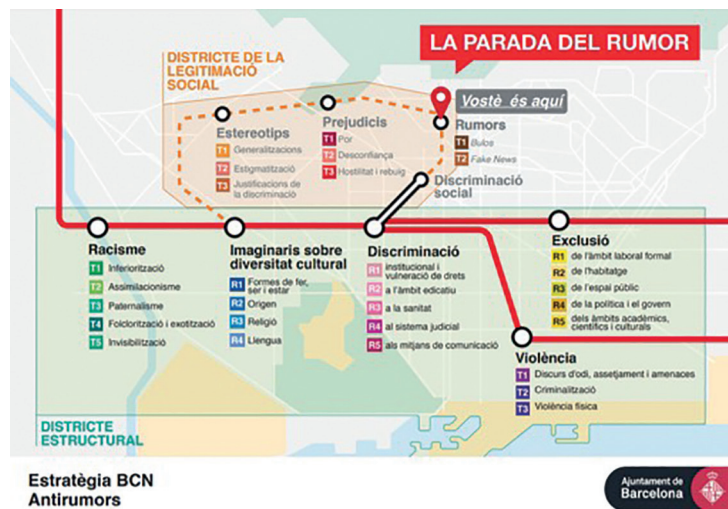 LA PARADA DEL RUMOR
DISTRICTE DE LA
LEGITIMACIÓ
SOCIAL
Vostè és aquí
Estereotips
T1 Generalitzacions
T2 Estigmatització
T3 Justificacions de
la discriminació
Prejudicis
T1 Por
T2 Desconfiança
T3 Hostilitat i rebuig
Rumors
T1 Bulos
T2 Fake News
Discriminació
social
Racisme
T1 Inferiorització
T2 Assimilacionisme
T3 Paternalisme
T4 Folclorització i exotització
T5 Invisibilització
Imaginaris sobre
diversitat cultural
R1 Formes de fer,
ser i estar
R2 Origen
R3 Religió
R4 Llengua
Discriminació
R1 institucional i
vulneració de drets
R2 a l'àmbit edicatiu
R3 a la sanitat
R4 al sistema judicial
R5 als mitjans de comunicació
Exclusió
R1 de l'àmbit laboral formal
R2 de l'habitatge
R3 de l'espai públic
R4 de la política i el govern
R5 dels àmbits acadèmics,
científics i culturals
Violència
T1 Discurs d'odi, assetjament i amenaces
T2 Criminalització
T3 Violència física
DISTRICTE
ESTRUCTURAL
Estratègia BCN
Antirumors
Ajuntament de
Barcelona